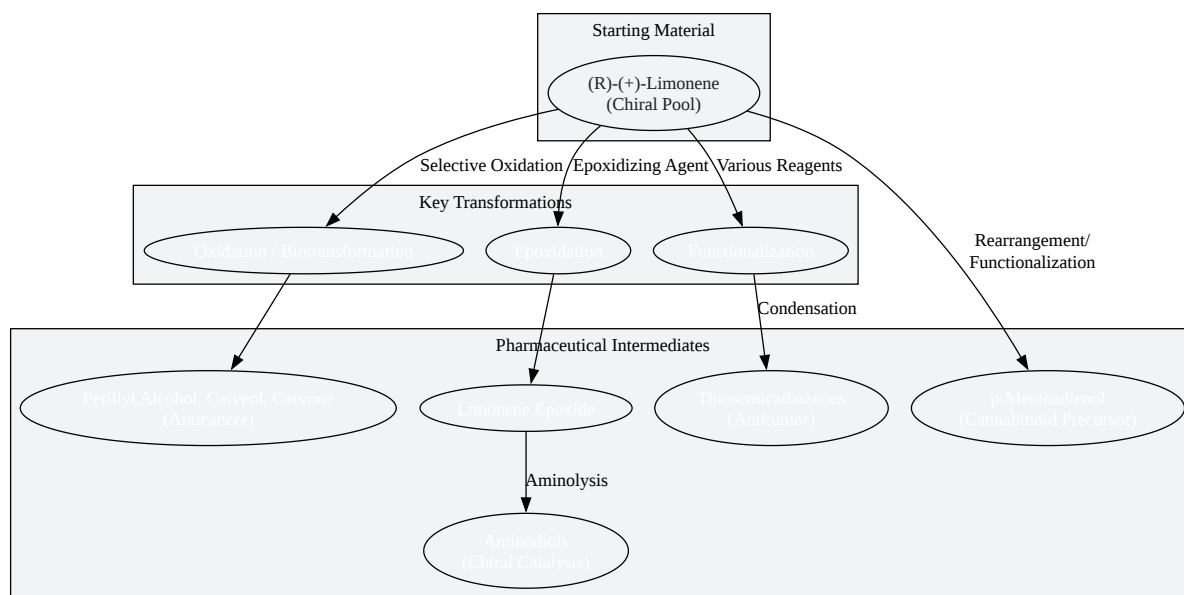 Starting Material
(R)-(+)-Limonene
(Chiral Pool)
Selective Oxidation
Epoxidizing Agent
Various Reagents
Key Transformations
Rearrangement/
Functionalization
Oxidation / Biotransformation
Epoxidation
Functionalization
Condensation
Pharmaceutical Intermediates
Perillyl Alcohol, Carveol, Carvone
(Anticancer)
Limonene Epoxide
Thiosemicarbazones
(Antitumor)
p-Menthadienol
(Cannabinoid Precursor)
Aminolysis
Aminodiols
(Chiral Catalysts)